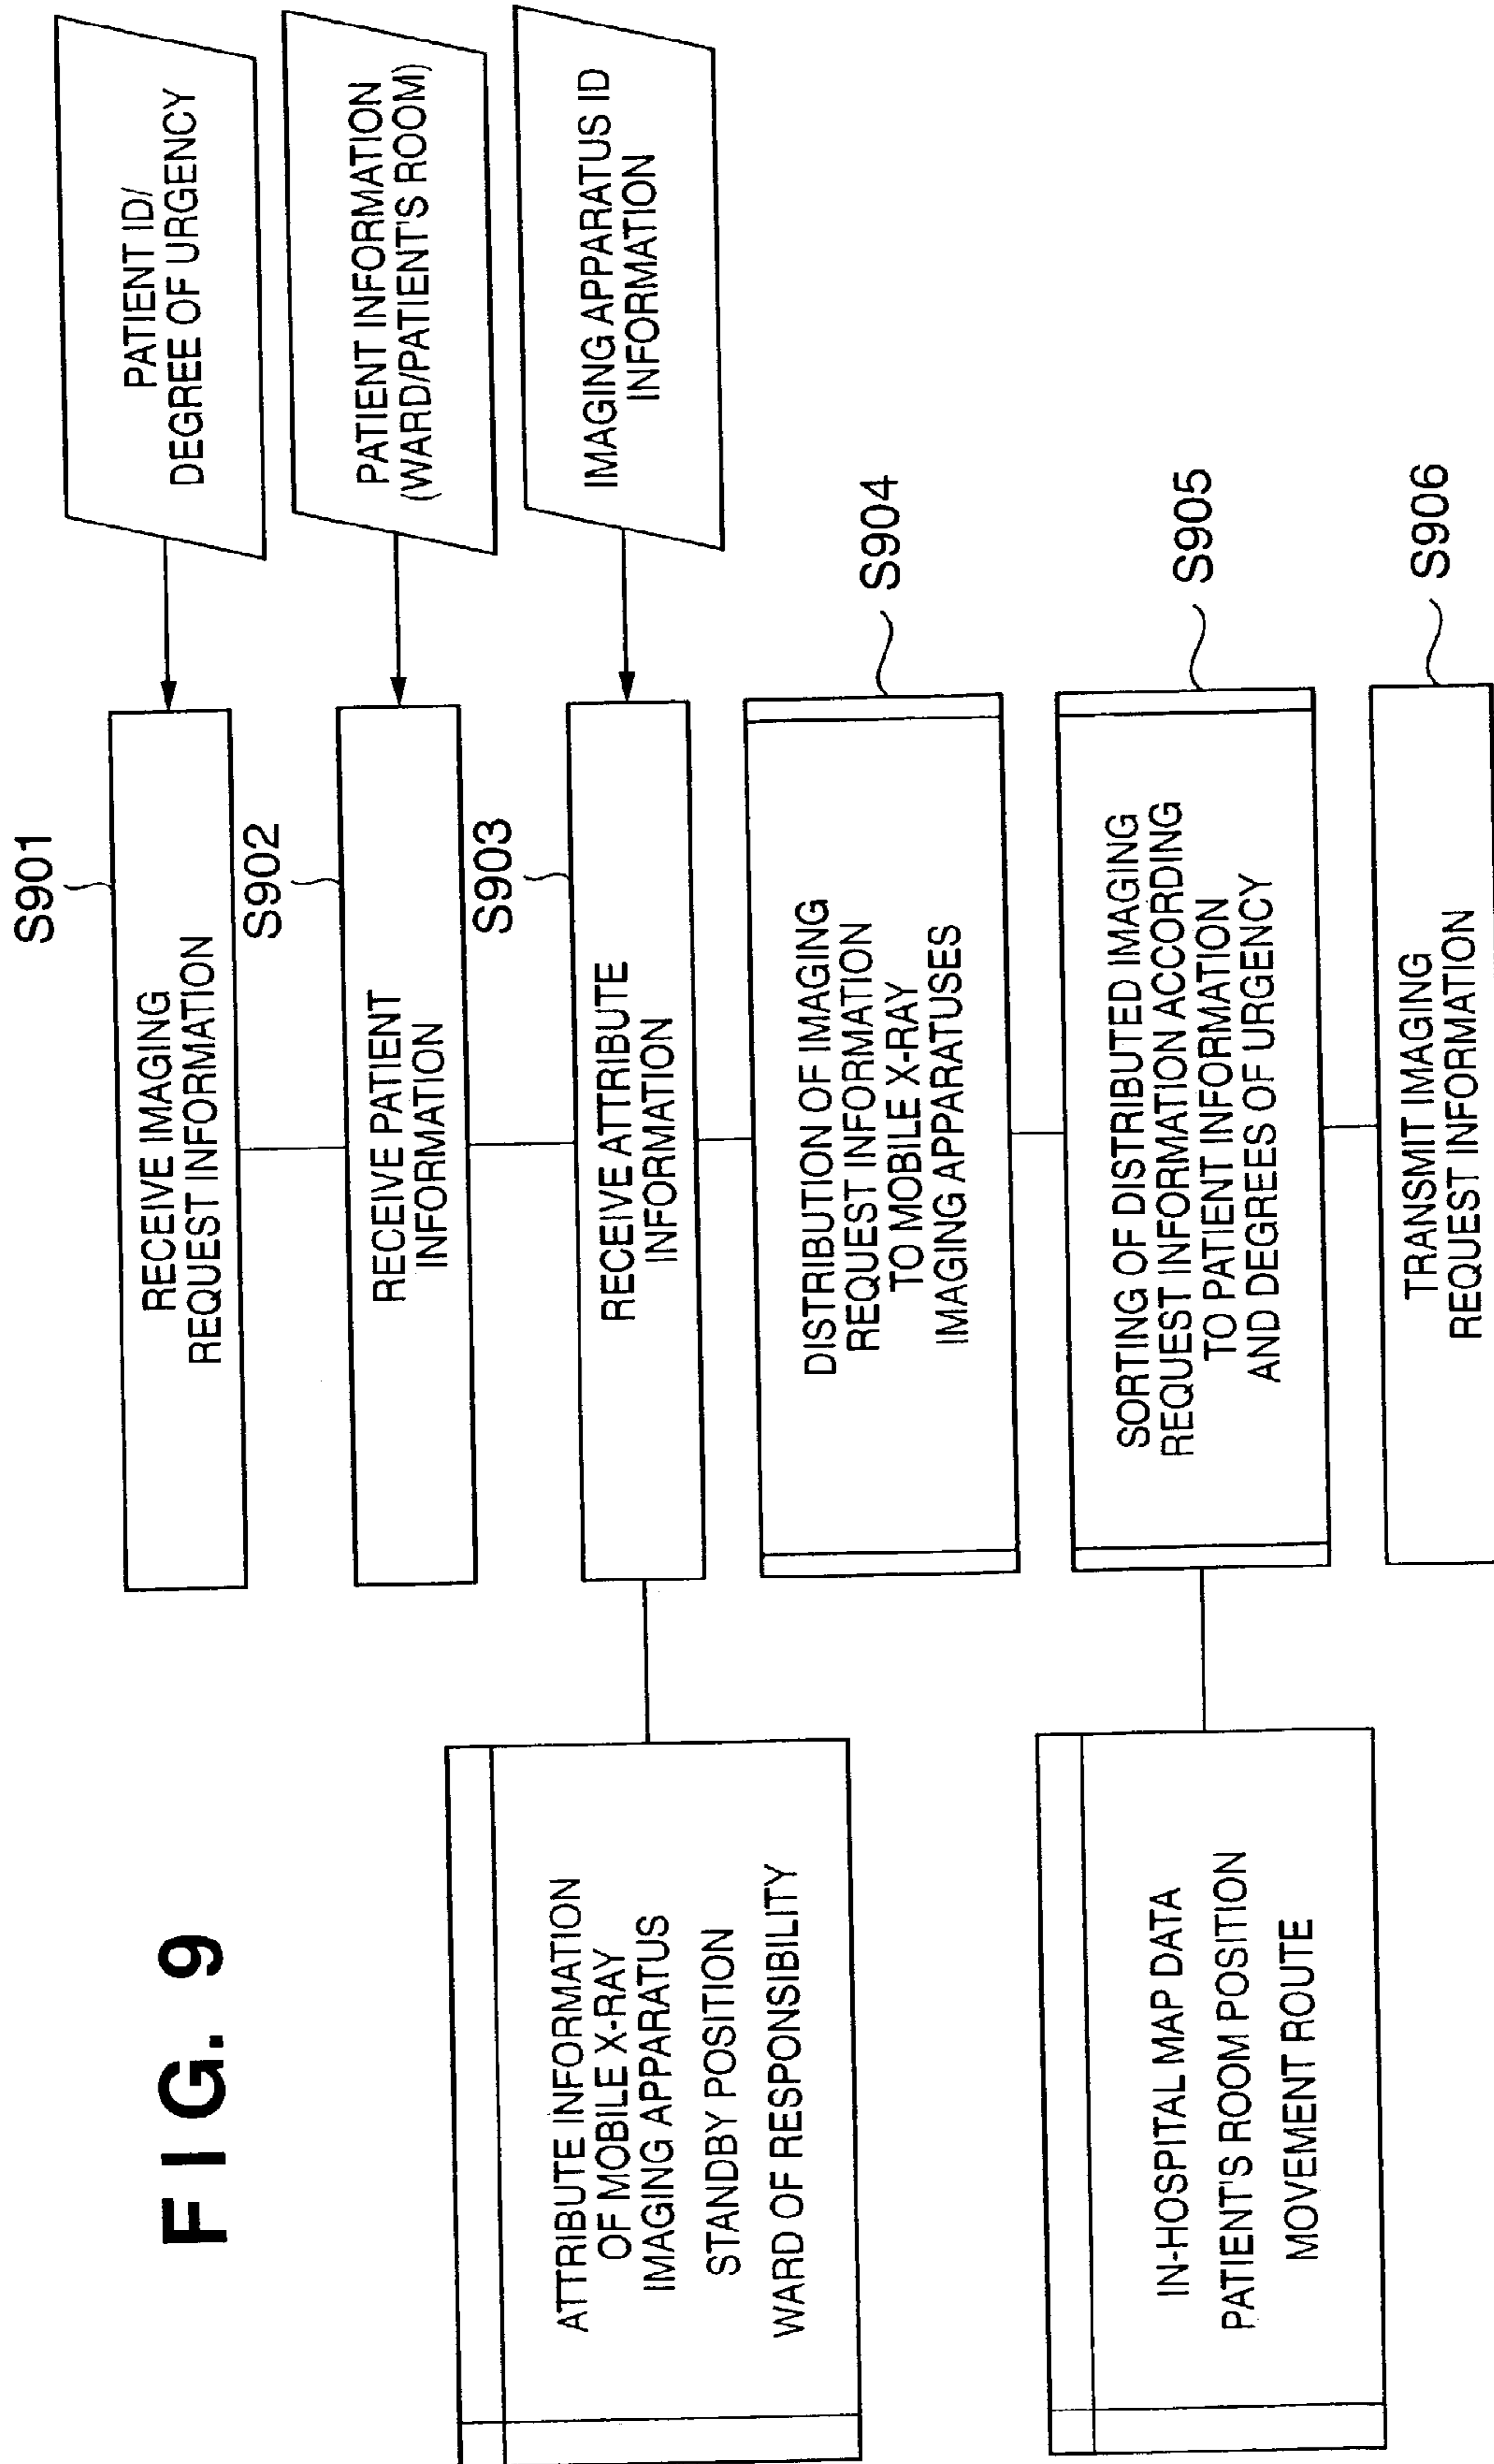 FIG. 9
S901
RECEIVE IMAGING
REQUEST INFORMATION
PATIENT ID/
DEGREE OF URGENCY
S902
RECEIVE PATIENT
INFORMATION
PATIENT INFORMATION
(WARD/PATIENT'S ROOM)
S903
RECEIVE ATTRIBUTE
INFORMATION
IMAGING APPARATUS ID
INFORMATION
ATTRIBUTE INFORMATION
OF MOBILE X-RAY
IMAGING APPARATUS
STANDBY POSITION
WARD OF RESPONSIBILITY
DISTRIBUTION OF IMAGING
REQUEST INFORMATION
TO MOBILE X-RAY
IMAGING APPARATUSES
S904
IN-HOSPITAL MAP DATA
PATIENT'S ROOM POSITION
MOVEMENT ROUTE
SORTING OF DISTRIBUTED IMAGING
REQUEST INFORMATION ACCORDING
TO PATIENT INFORMATION
AND DEGREES OF URGENCY
S905
TRANSMIT IMAGING
REQUEST INFORMATION
S906